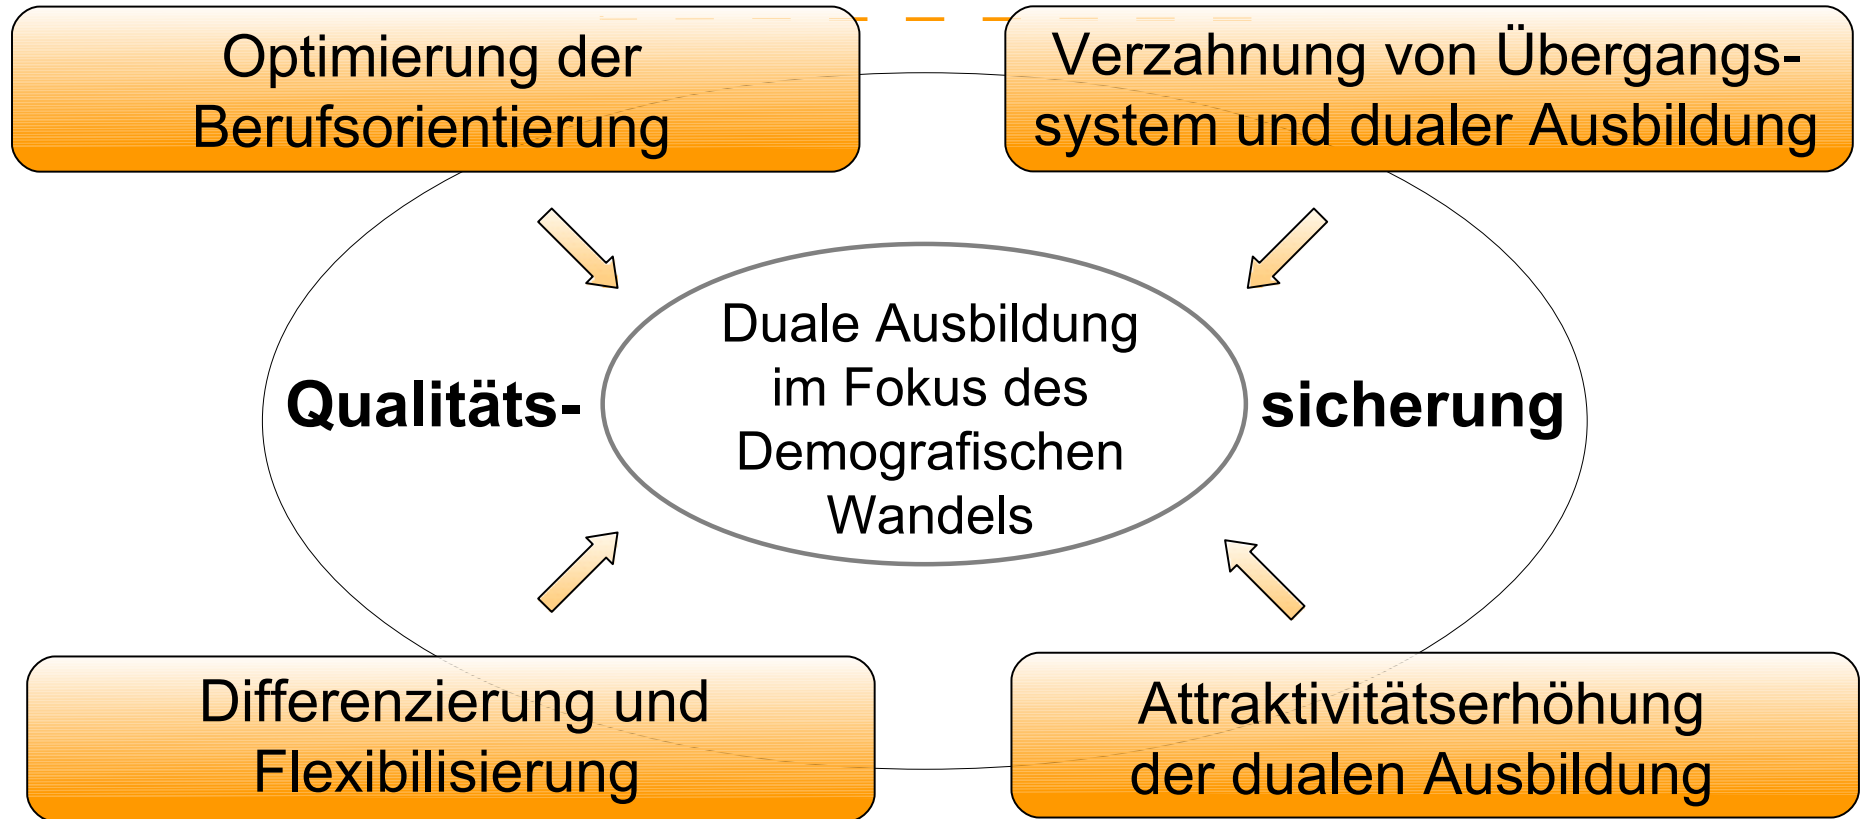 Optimierung der
Berufsorientierung
Verzahnung von Übergangs-
system und dualer Ausbildung
Qualitäts-
Duale Ausbildung
im Fokus des
Demografischen
Wandels
sicherung
Differenzierung und
Flexibilisierung
Attraktivitätserhöhung
der dualen Ausbildung